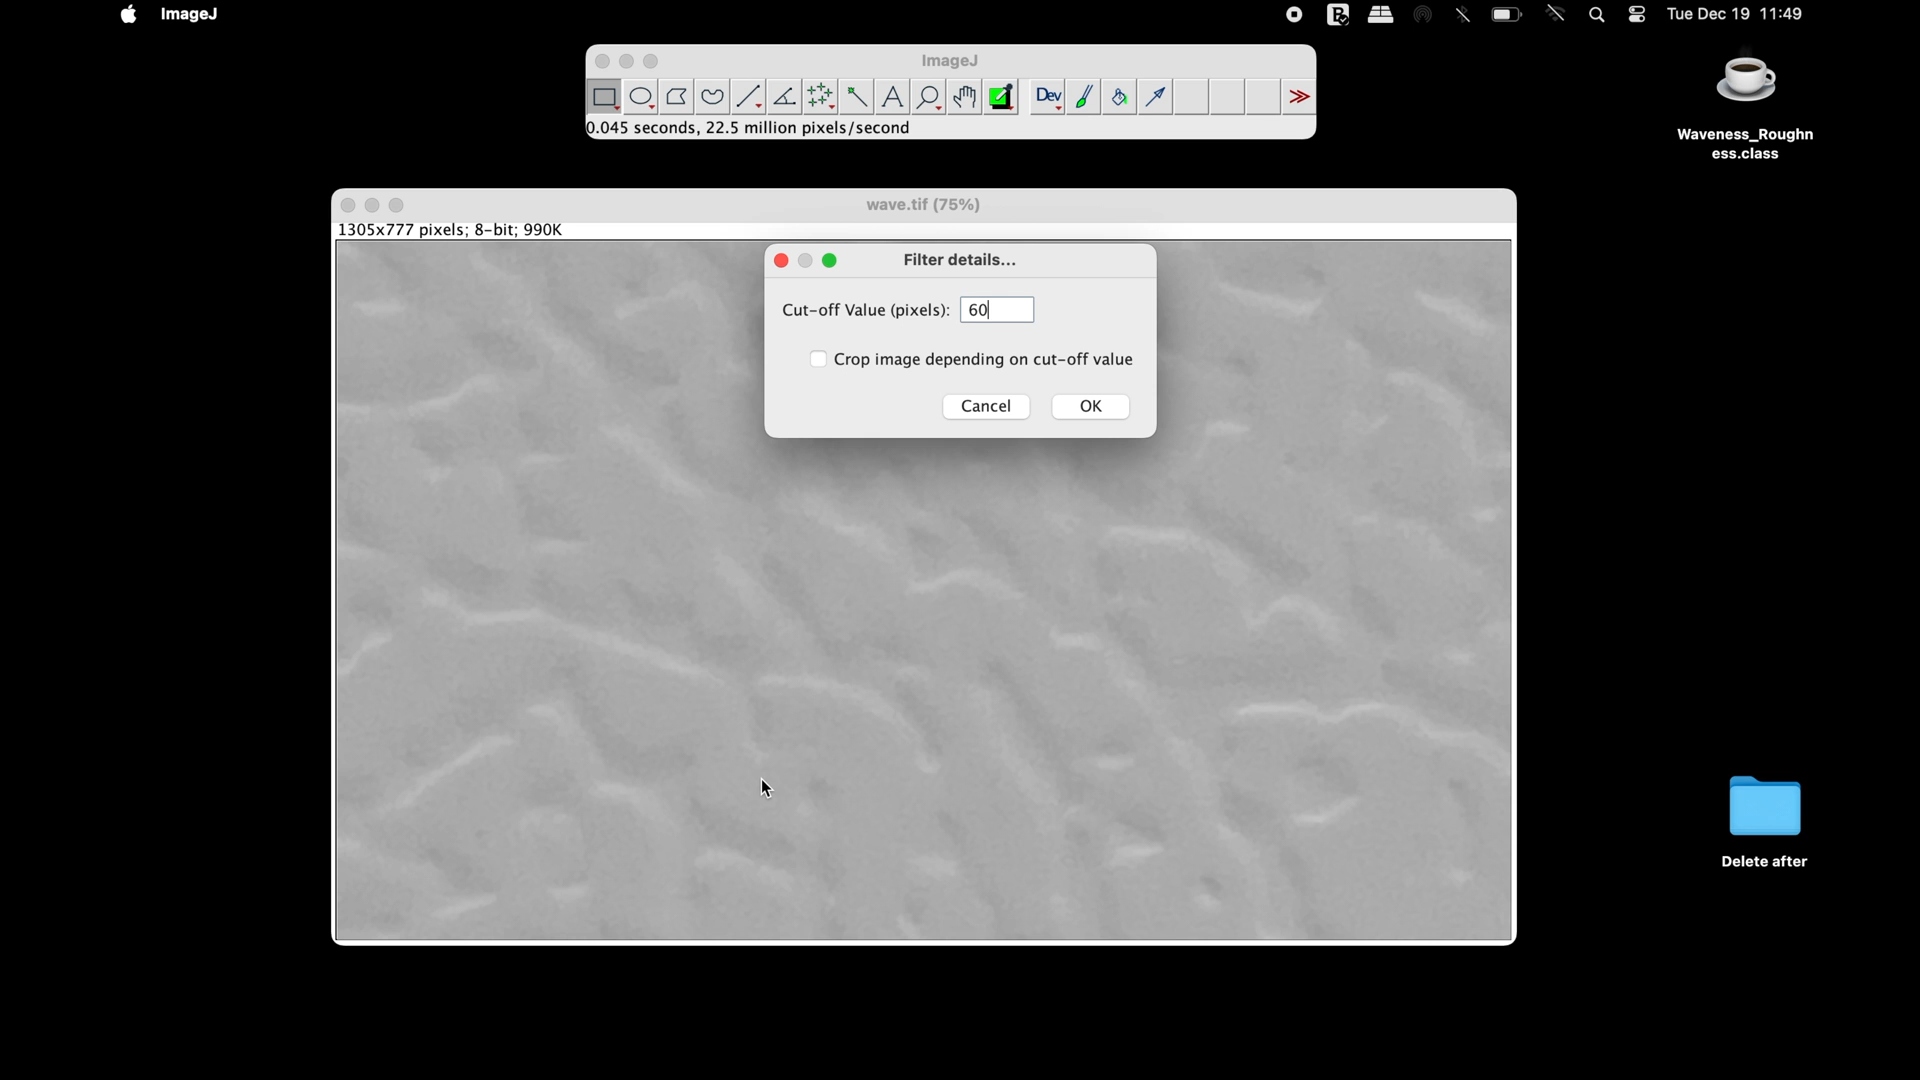 ImageJ
Tue Dec 19 11:49
ImageJ
Dev
0.045 seconds, 22.5 million pixels/second
Waveness_Roughn
ess.class
wave.tif (75%)
1305x777 pixels; 8-bit; 990K
Filter details...
Cut-off Value (pixels): 60
Crop image depending on cut-off value
Cancel OK
Delete after